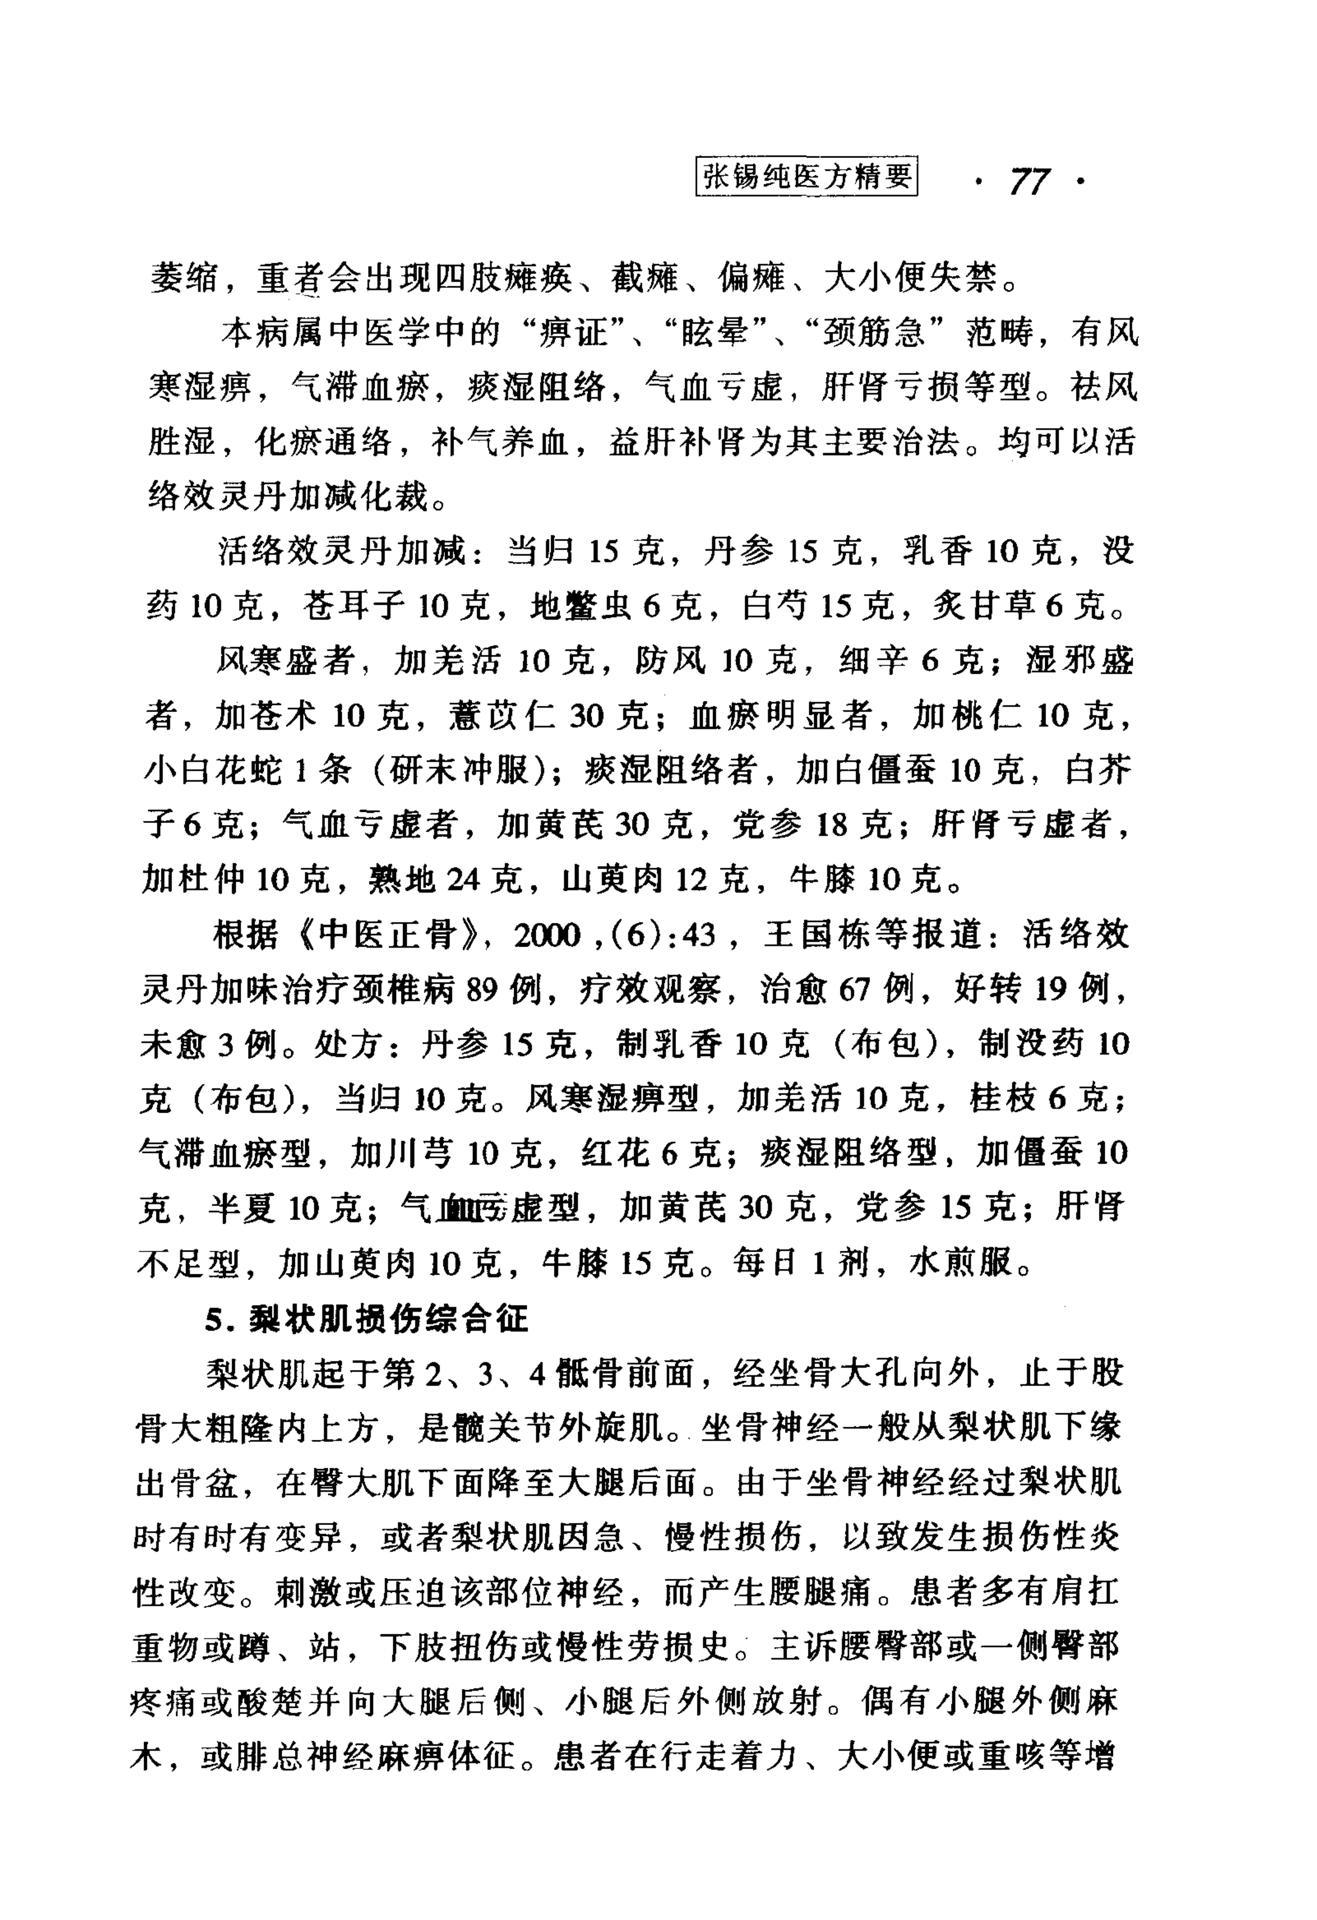 张锡纯医方精要 · 77 ·
萎缩，重者会出现四肢瘫痪、截瘫、偏瘫、大小便失禁。
本病属中医学中的“痹证”、“眩晕”、“颈筋急”范畴，有风
寒湿痹，气滞血瘀，痰湿阻络，气血亏虚，肝肾亏损等型。祛风
胜湿，化瘀通络，补气养血，益肝补肾为其主要治法。均可以活
络效灵丹加减化裁。
活络效灵丹加减：当归 15 克，丹参 15 克，乳香 10 克，没
药 10 克，苍耳子 10 克，地鳖虫 6 克，白芍 15 克，炙甘草 6 克。
风寒盛者，加羌活 10 克，防风 10 克，细辛 6 克；湿邪盛
者，加苍术 10 克，薏苡仁 30 克；血瘀明显者，加桃仁 10 克，
小白花蛇 1 条（研末冲服）；痰湿阻络者，加白僵蚕 10 克，白芥
子 6 克；气血亏虚者，加黄芪 30 克，党参 18 克；肝肾亏虚者，
加杜仲 10 克，熟地 24 克，山萸肉 12 克，牛膝 10 克。
根据《中医正骨》，2000 ,(6):43 ，王国栋等报道：活络效
灵丹加味治疗颈椎病 89 例，疗效观察，治愈 67 例，好转 19 例，
未愈 3 例。处方：丹参 15 克，制乳香 10 克（布包），制没药 10
克（布包），当归 10 克。风寒湿痹型，加羌活 10 克，桂枝 6 克；
气滞血瘀型，加川芎 10 克，红花 6 克；痰湿阻络型，加僵蚕 10
克，半夏 10 克；气血亏虚型，加黄芪 30 克，党参 15 克；肝肾
不足型，加山萸肉 10 克，牛膝 15 克。每日 1 剂，水煎服。
5. 梨状肌损伤综合征
梨状肌起于第 2、3、4 骶骨前面，经坐骨大孔向外，止于股
骨大粗隆内上方，是髋关节外旋肌。坐骨神经一般从梨状肌下缘
出骨盆，在臀大肌下面降至大腿后面。由于坐骨神经经过梨状肌
时有时有变异，或者梨状肌因急、慢性损伤，以致发生损伤性炎
性改变。刺激或压迫该部位神经，而产生腰腿痛。患者多有肩扛
重物或蹲、站，下肢扭伤或慢性劳损史。主诉腰臀部或一侧臀部
疼痛或酸楚并向大腿后侧、小腿后外侧放射。偶有小腿外侧麻
木，或腓总神经麻痹体征。患者在行走着力、大小便或重咳等增